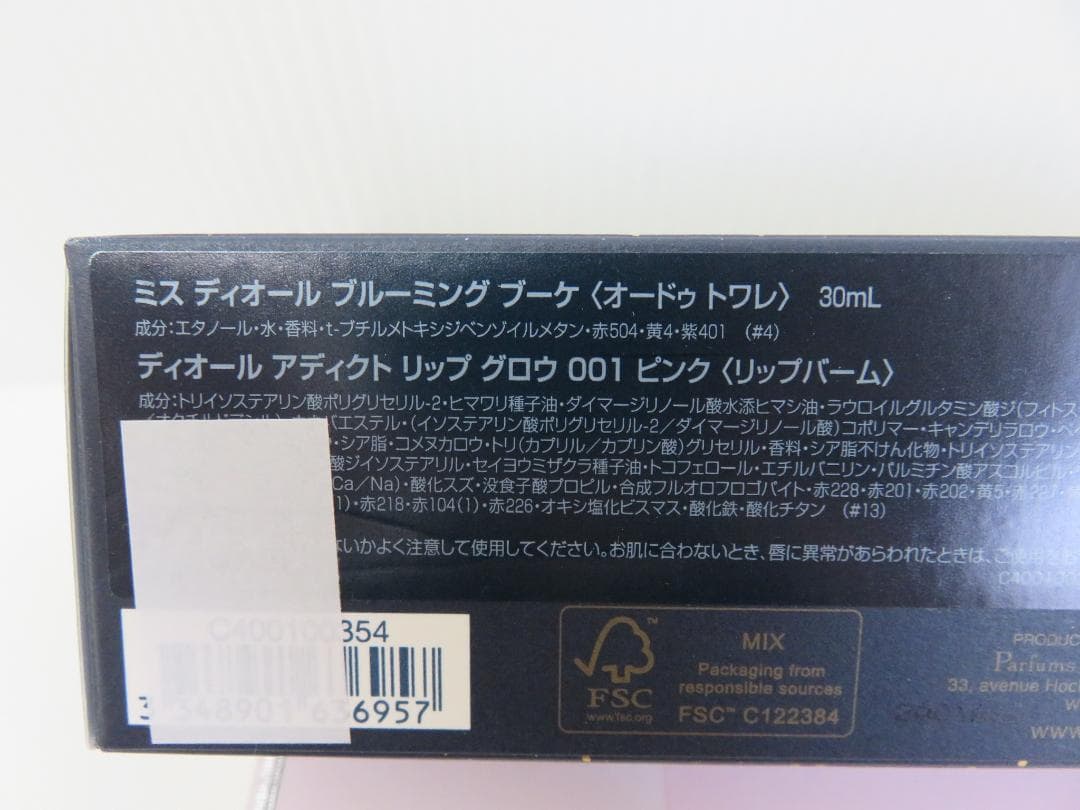 ミス ディオール ブルーミング ブーケ〈オードゥ トワレ〉 30mL
成分：エタノール・水・香料・t-ブチルメトキシジベンゾイルメタン・赤504・黄4・紫401 （#4）
ディオール アディクト リップ グロウ 001 ピンク〈リップバーム〉
成分：トリイソステアリン酸ポリグリセリル-2・ヒマワリ種子油・ダイマージリノール酸水添ヒマシ油・ラウロイルグルタミン酸ジ（フィトス
エステル・（イソステアリン酸ポリグリセリル-2／ダイマージリノール酸）コポリマー・キャンデリラロウ・
・シア脂・コメヌカロウ・トリ（カプリル／カプリン酸）グリセリル・香料・シア脂不けん化物・トリイソステアリン
酸ジイソステアリル・セイヨウミザクラ種子油・トコフェロール・エチルバニリン・パルミチン酸アスコルビル・
Ca／Na）・酸化スズ・没食子酸プロピル・合成フルオロフロゴパイト・赤228・赤201・赤202・黄5・赤227・
1）・赤218・赤104(1)・赤226・オキシ塩化ビスマス・酸化鉄・酸化チタン （#13）
ないかよく注意して使用してください。お肌に合わないとき、唇に異常があらわれたときは、ご使用を
C400100354
3 348901 636957
FSC
www.fsc.org
MIX
Packaging from
responsible sources
FSC™ C122384
PRODUC
Parfums
33, avenue Hoc
www